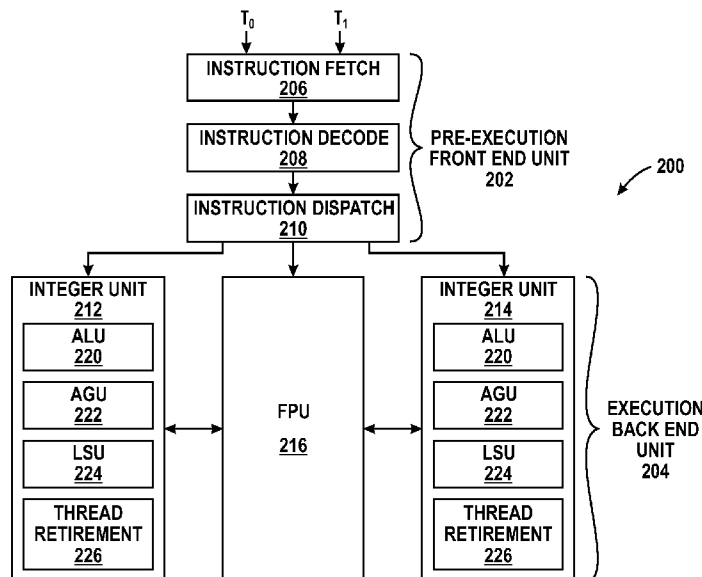 T0 T1
INSTRUCTION FETCH
206
INSTRUCTION DECODE
208
INSTRUCTION DISPATCH
210
PRE-EXECUTION
FRONT END UNIT
202
200
INTEGER UNIT
212
ALU
220
AGU
222
LSU
224
THREAD
RETIREMENT
226
FPU
216
INTEGER UNIT
214
ALU
220
AGU
222
LSU
224
THREAD
RETIREMENT
226
EXECUTION
BACK END
UNIT
204